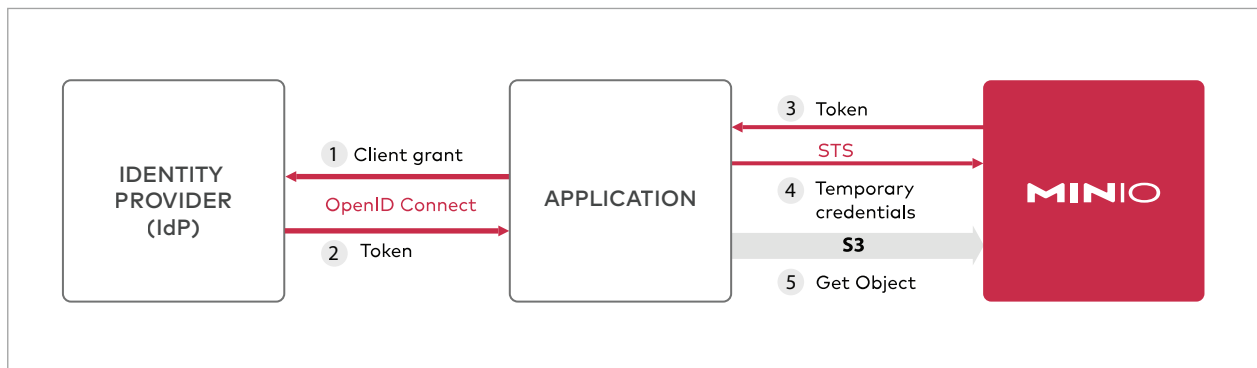 IDENTITY
PROVIDER
(IdP)
1 Client grant
OpenID Connect
2 Token
APPLICATION
3 Token
STS
4 Temporary
credentials
S3
5 Get Object
MINIO